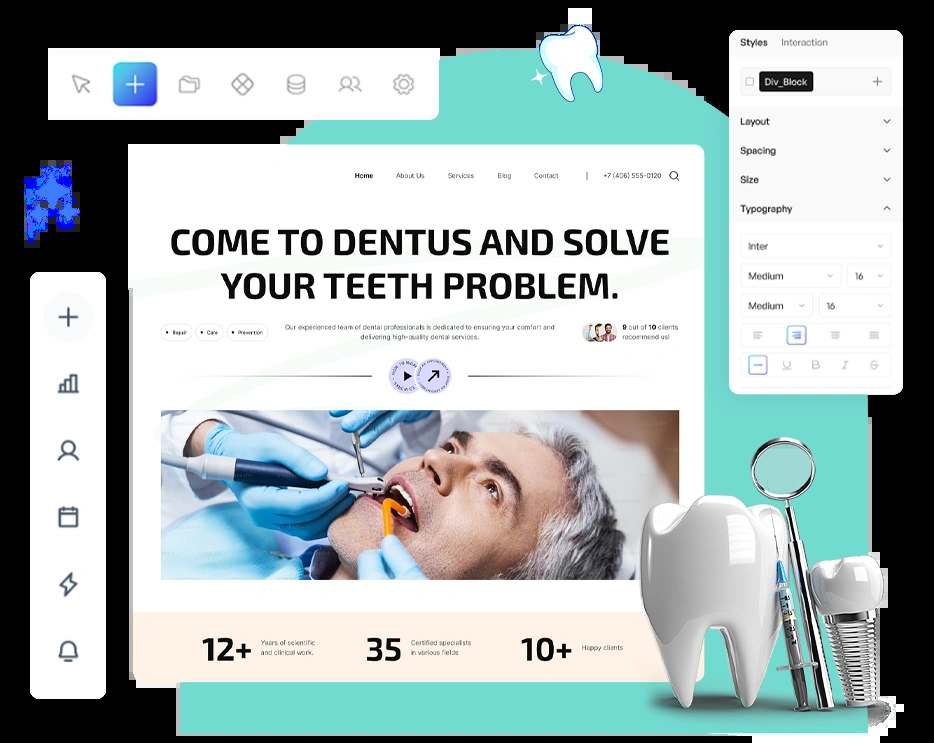 Styles Interaction
Div_Block
Layout
Spacing
Size
Typography
Inter
Medium 16
Medium 16
B I S
Home About Us Services Blog Contact | +7 (406) 555-0120
COME TO DENTUS AND SOLVE
YOUR TEETH PROBLEM.
Repair Care Prevention
Our experienced team of dental professionals is dedicated to ensuring your comfort and
delivering high-quality dental services.
9 out of 10 clients
recommend us!
12+ Years of scientific
and clinical work.
35 Certified specialists
in various fields
10+ Happy clients